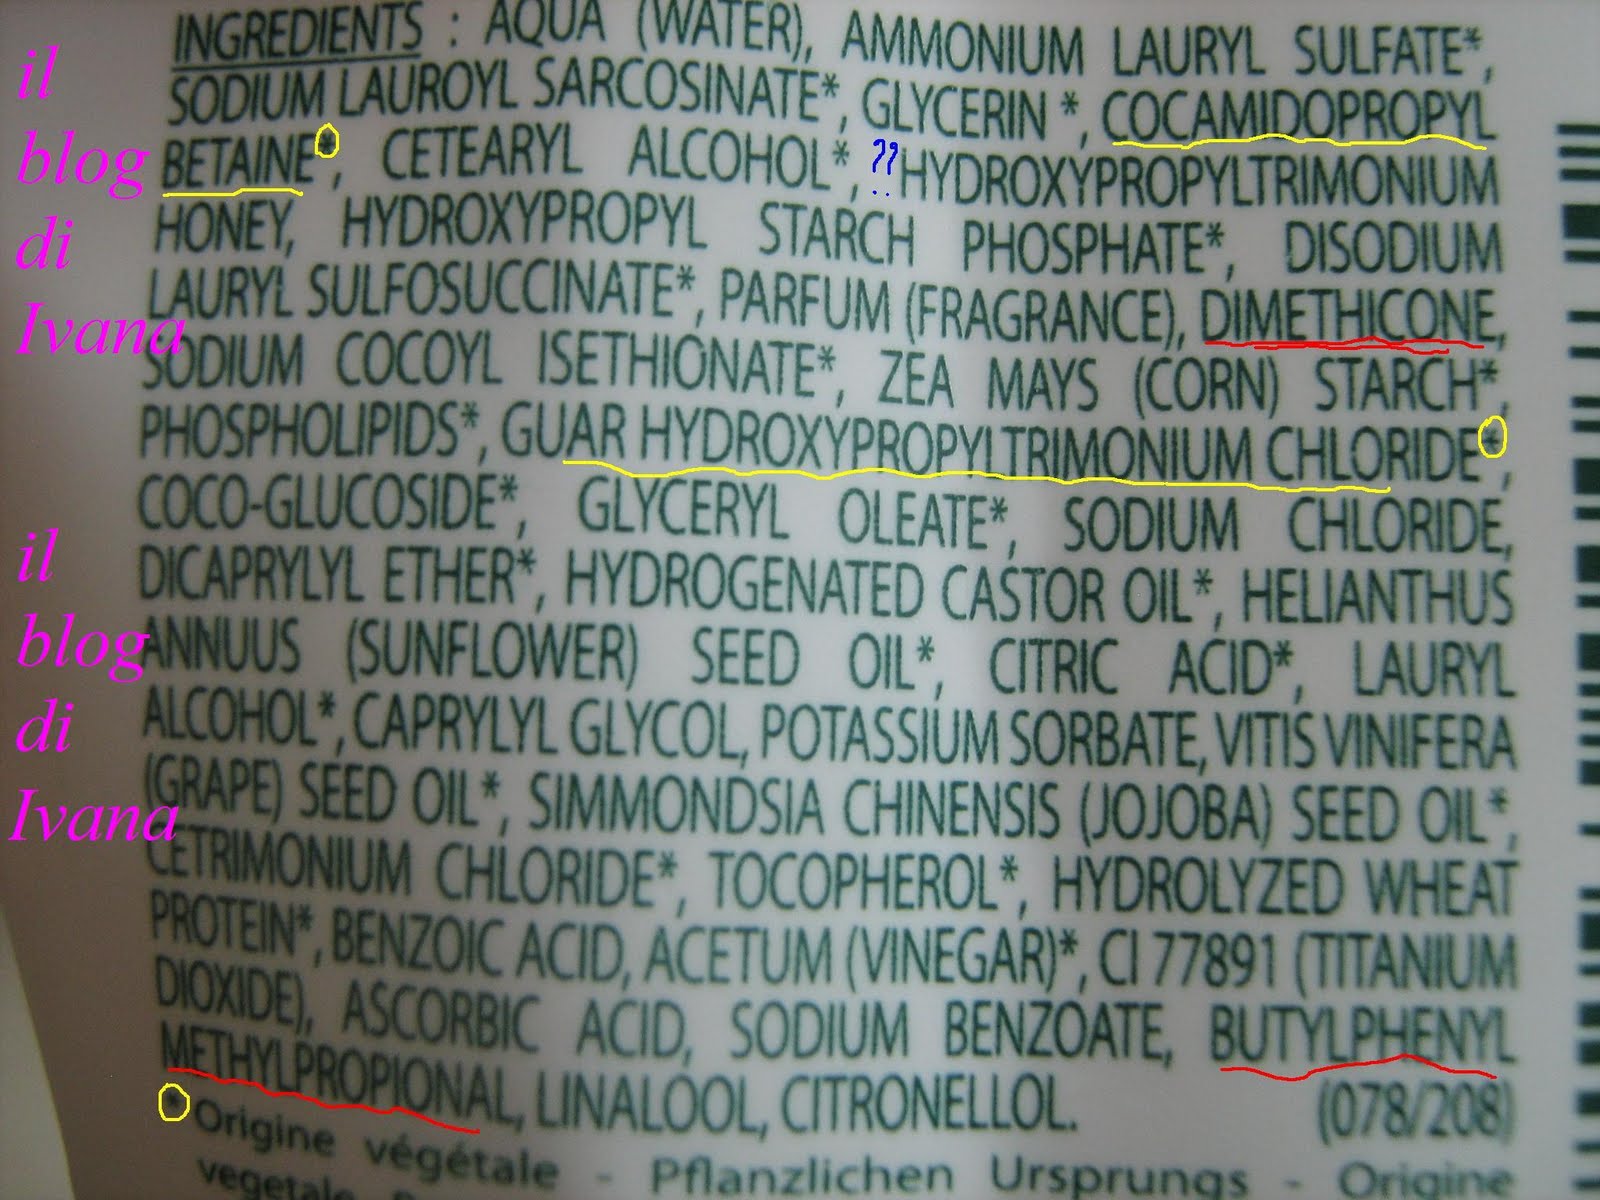 INGREDIENTS : AQUA (WATER), AMMONIUM LAURYL SULFATE*,
SODIUM LAUROYL SARCOSINATE*, GLYCERIN *, COCAMIDOPROPYL
BETAINE*, CETEARYL ALCOHOL*, ?? HYDROXYPROPYLTRIMONIUM
HONEY, HYDROXYPROPYL STARCH PHOSPHATE*, DISODIUM
LAURYL SULFOSUCCINATE*, PARFUM (FRAGRANCE), DIMETHICONE,
SODIUM COCOYL ISETHIONATE*, ZEA MAYS (CORN) STARCH*,
PHOSPHOLIPIDS*, GUAR HYDROXYPROPYLTRIMONIUM CHLORIDE*,
COCO-GLUCOSIDE*, GLYCERYL OLEATE*, SODIUM CHLORIDE,
DICAPRYLYL ETHER*, HYDROGENATED CASTOR OIL*, HELIANTHUS
ANNUUS (SUNFLOWER) SEED OIL*, CITRIC ACID*, LAURYL
ALCOHOL*, CAPRYLYL GLYCOL, POTASSIUM SORBATE, VITIS VINIFERA
(GRAPE) SEED OIL*, SIMMONDSIA CHINENSIS (JOJOBA) SEED OIL*,
CETRIMONIUM CHLORIDE*, TOCOPHEROL*, HYDROLYZED WHEAT
PROTEIN*, BENZOIC ACID, ACETUM (VINEGAR)*, CI 77891 (TITANIUM
DIOXIDE), ASCORBIC ACID, SODIUM BENZOATE, BUTYLPHENYL
METHYLPROPIONAL, LINALOOL, CITRONELLOL. (078/208)
*Origine végétale - Pflanzlichen Ursprungs - Origine
vegetale
il
blog
di
Ivana
il
blog
di
Ivana